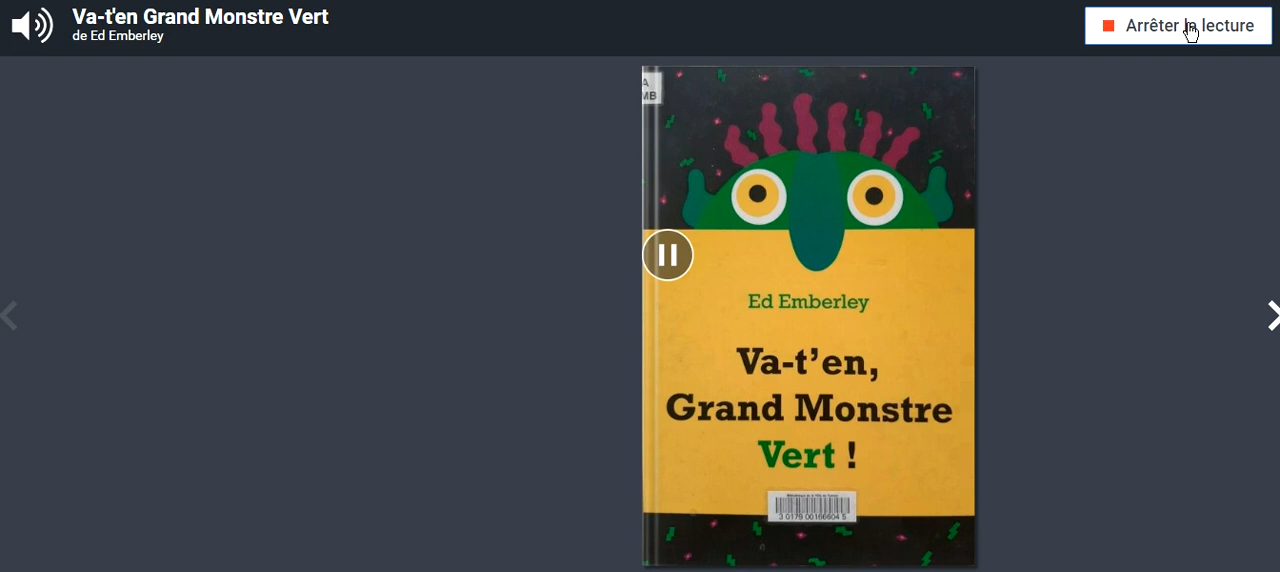 Va-t'en Grand Monstre Vert
de Ed Emberley
Arrêter la lecture
A
MB
Ed Emberley
Va-t'en,
Grand Monstre
Vert !
3 0179 00166604 5